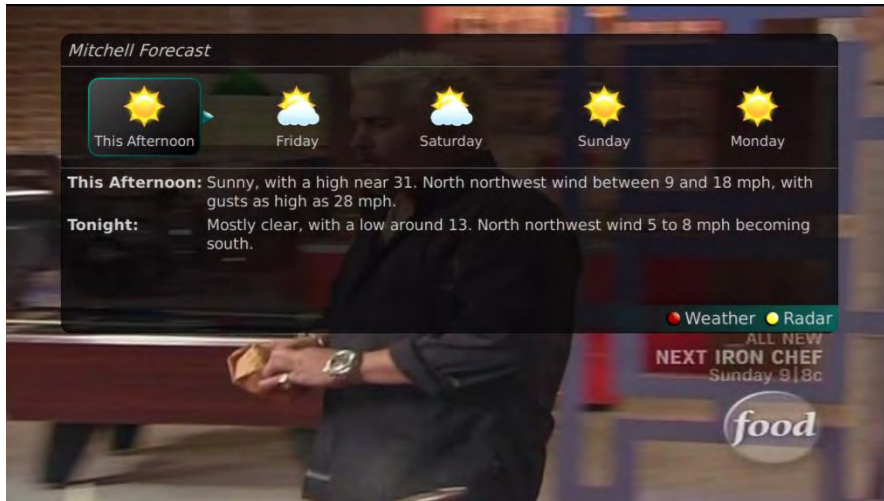 Mitchell Forecast
This Afternoon
Friday
Saturday
Sunday
Monday
This Afternoon: Sunny, with a high near 31. North northwest wind between 9 and 18 mph, with
gusts as high as 28 mph.
Tonight: Mostly clear, with a low around 13. North northwest wind 5 to 8 mph becoming
south.
Weather Radar
ALL NEW
NEXT IRON CHEF
Sunday 9|8c
food